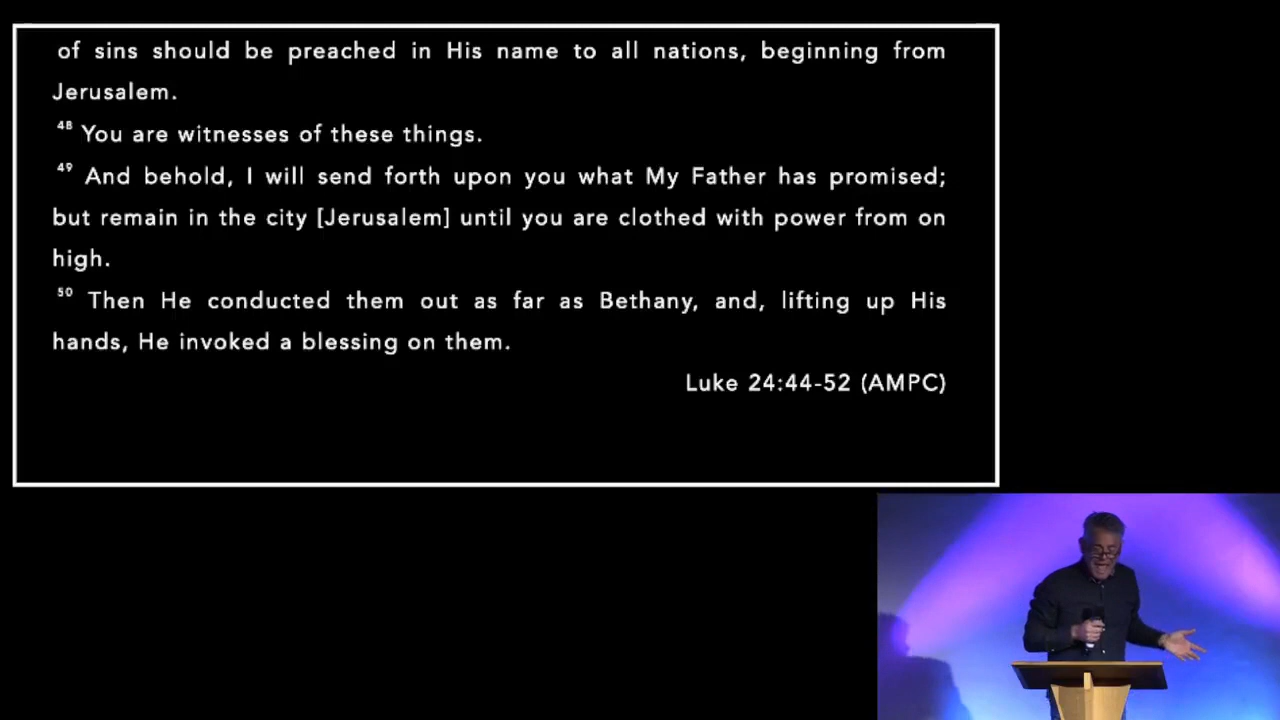 of sins should be preached in His name to all nations, beginning from
Jerusalem.
48 You are witnesses of these things.
49 And behold, I will send forth upon you what My Father has promised;
but remain in the city [Jerusalem] until you are clothed with power from on
high.
50 Then He conducted them out as far as Bethany, and, lifting up His
hands, He invoked a blessing on them.
Luke 24:44-52 (AMPC)